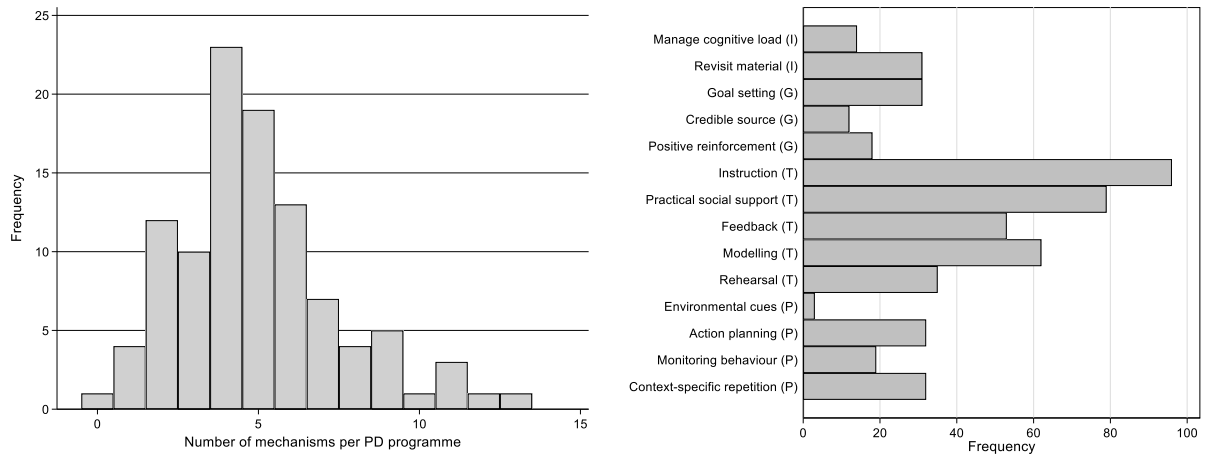 25
20
15
10
5
0
Frequency
0 5 10 15
Number of mechanisms per PD programme
Manage cognitive load (I)
Revisit material (I)
Goal setting (G)
Credible source (G)
Positive reinforcement (G)
Instruction (T)
Practical social support (T)
Feedback (T)
Modelling (T)
Rehearsal (T)
Environmental cues (P)
Action planning (P)
Monitoring behaviour (P)
Context-specific repetition (P)
0 20 40 60 80 100
Frequency